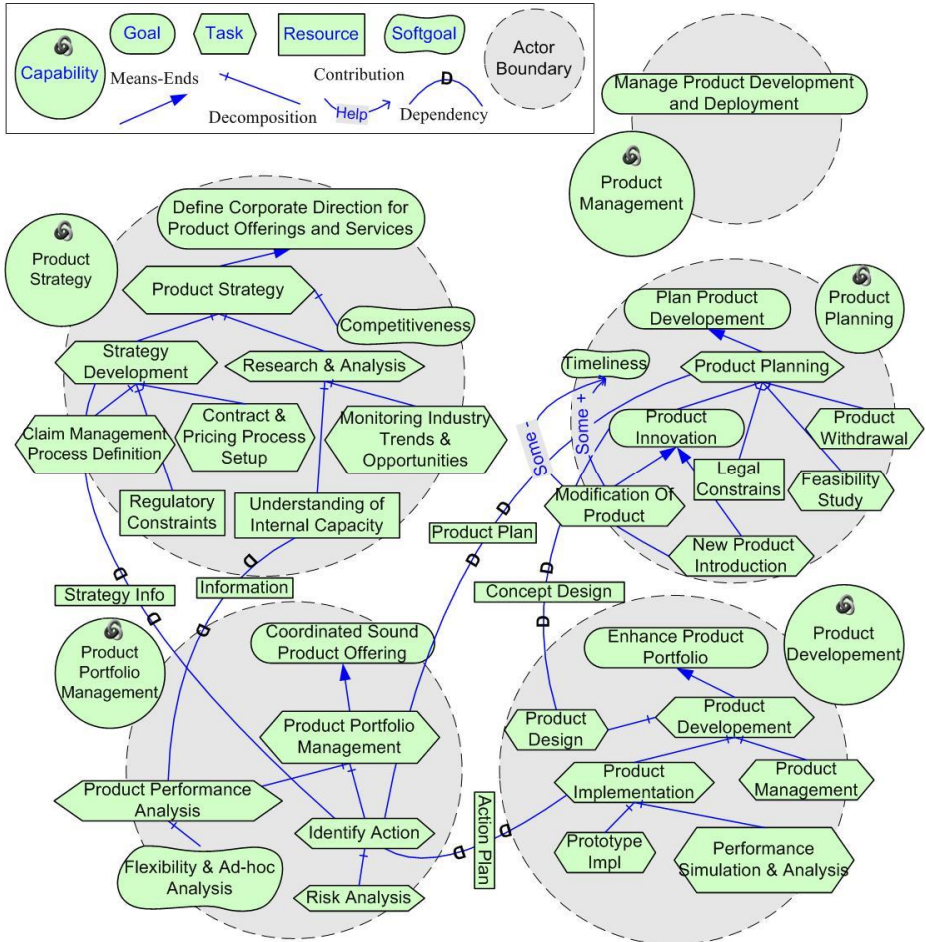 Goal
Task
Resource
Softgoal
Actor
Boundary
Capability
Means-Ends
Contribution
D
Decomposition
Help
Dependency
Manage Product Development
and Deployment
Product
Management
Define Corporate Direction for
Product Offerings and Services
Product
Strategy
Product Strategy
Competitiveness
Strategy
Development
Research & Analysis
Claim Management
Process Definition
Contract &
Pricing Process
Setup
Monitoring Industry
Trends &
Opportunities
Regulatory
Constraints
Understanding of
Internal Capacity
Plan Product
Developement
Product
Planning
Timeliness
Product Planning
Some -
Some +
Product
Innovation
Product
Withdrawal
Legal
Constrains
Feasibility
Study
Modification Of
Product
New Product
Introduction
D
Product Plan
D
D
Concept Design
D
D
Strategy Info
D
D
Information
D
Product
Portfolio
Management
Coordinated Sound
Product Offering
Product Portfolio
Management
Product Performance
Analysis
Identify Action
Flexibility & Ad-hoc
Analysis
Risk Analysis
D
Action Plan
D
Enhance Product
Portfolio
Product
Developement
Product
Design
Product
Developement
Product
Implementation
Product
Management
Prototype
Impl
Performance
Simulation & Analysis